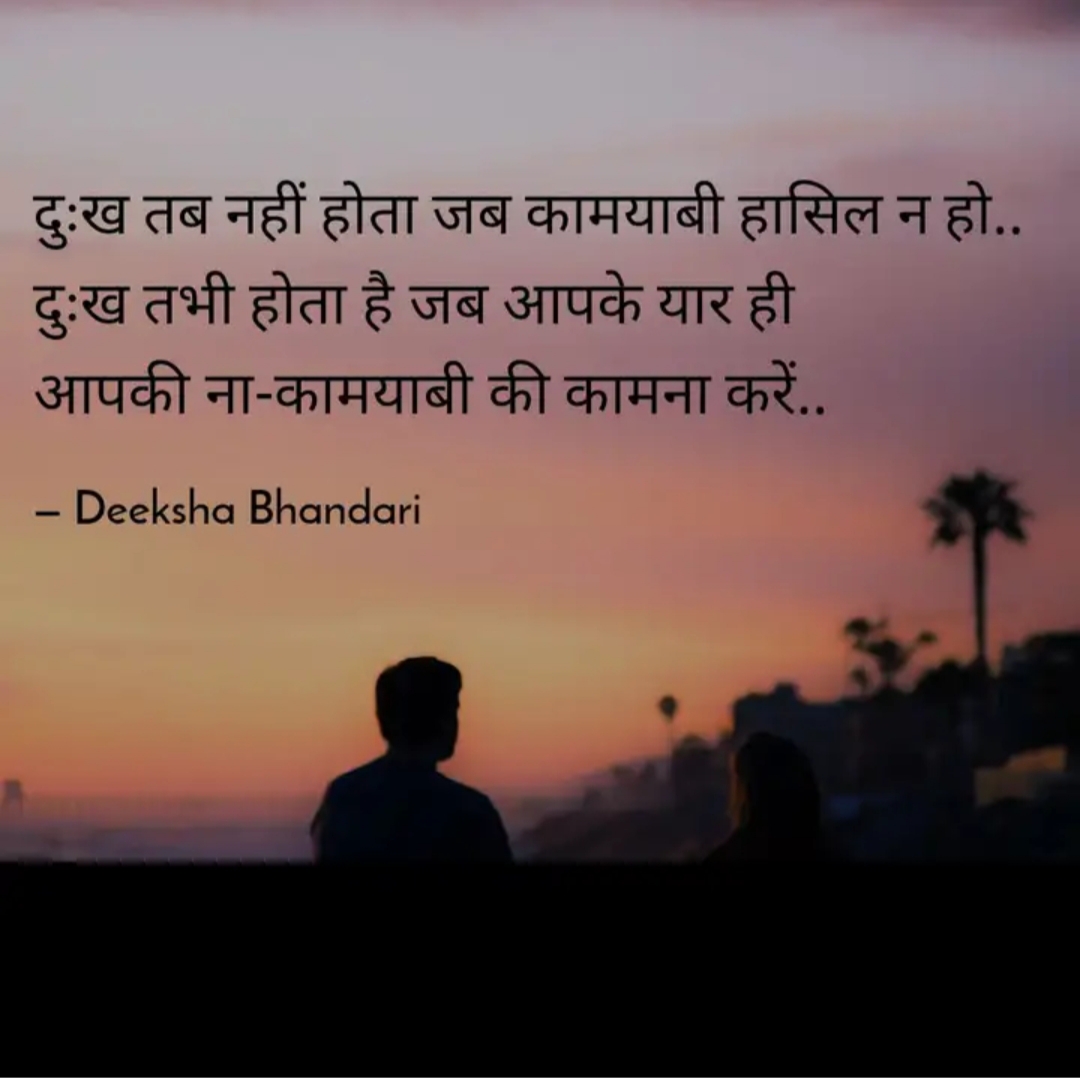 दुःख तब नहीं होता जब कामयाबी हासिल न हो..
दुःख तभी होता है जब आपके यार ही
आपकी ना-कामयाबी की कामना करें..
– Deeksha Bhandari